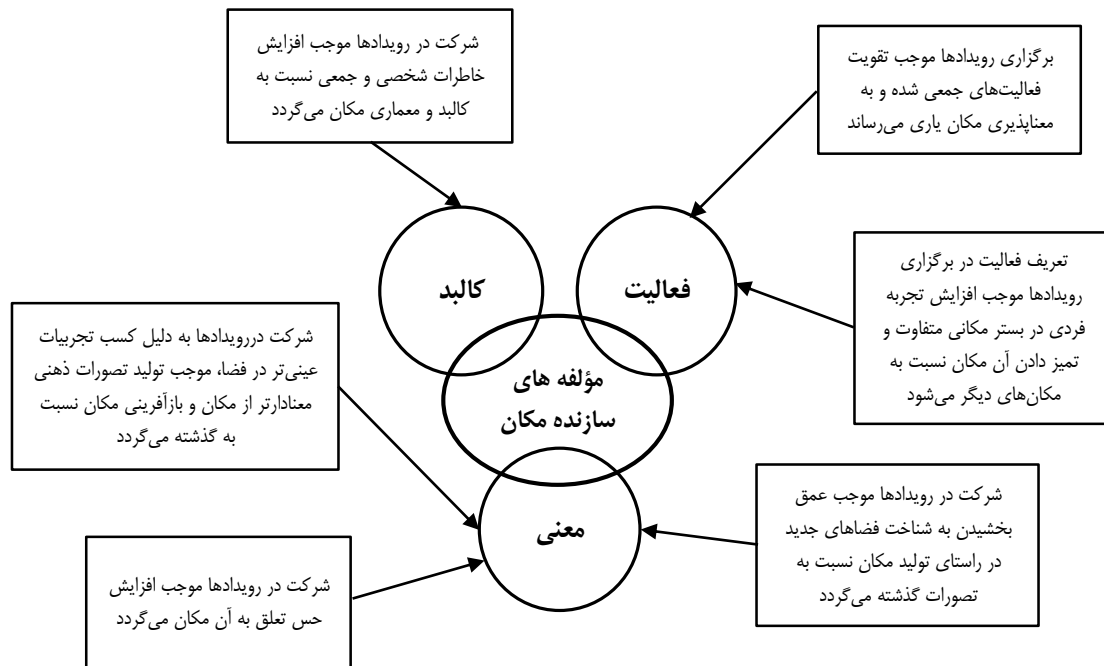 شرکت در رویدادها موجب افزایش
خاطرات شخصی و جمعی نسبت به
کالبد و معماری مکان می‌گردد
برگزاری رویدادها موجب تقویت
فعالیت‌های جمعی شده و به
معناپذیری مکان یاری می‌رساند
کالبد
فعالیت
تعریف فعالیت در برگزاری
رویدادها موجب افزایش تجربه
فردی در بستر مکانی متفاوت و
تمیز دادن آن مکان نسبت به
مکان‌های دیگر می‌شود
شرکت دررویدادها به دلیل کسب تجربیات
عینی‌تر در فضا، موجب تولید تصورات ذهنی
معنادارتر از مکان و بازآفرینی مکان نسبت
به گذشته می‌گردد
مؤلفه های
سازنده مکان
معنی
شرکت در رویدادها موجب عمق
بخشیدن به شناخت فضاهای جدید
در راستای تولید مکان نسبت به
تصورات گذشته می‌گردد
شرکت در رویدادها موجب افزایش
حس تعلق به آن مکان می‌گردد